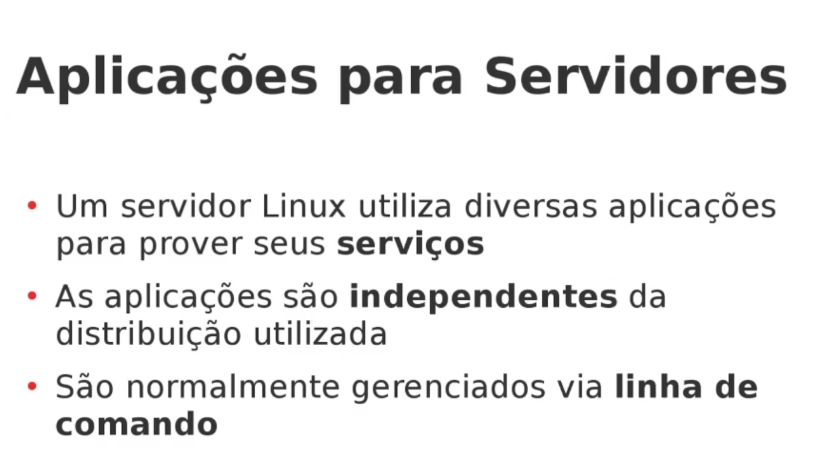 Aplicações para Servidores
• Um servidor Linux utiliza diversas aplicações
para prover seus serviços
• As aplicações são independentes da
distribuição utilizada
• São normalmente gerenciados via linha de
comando